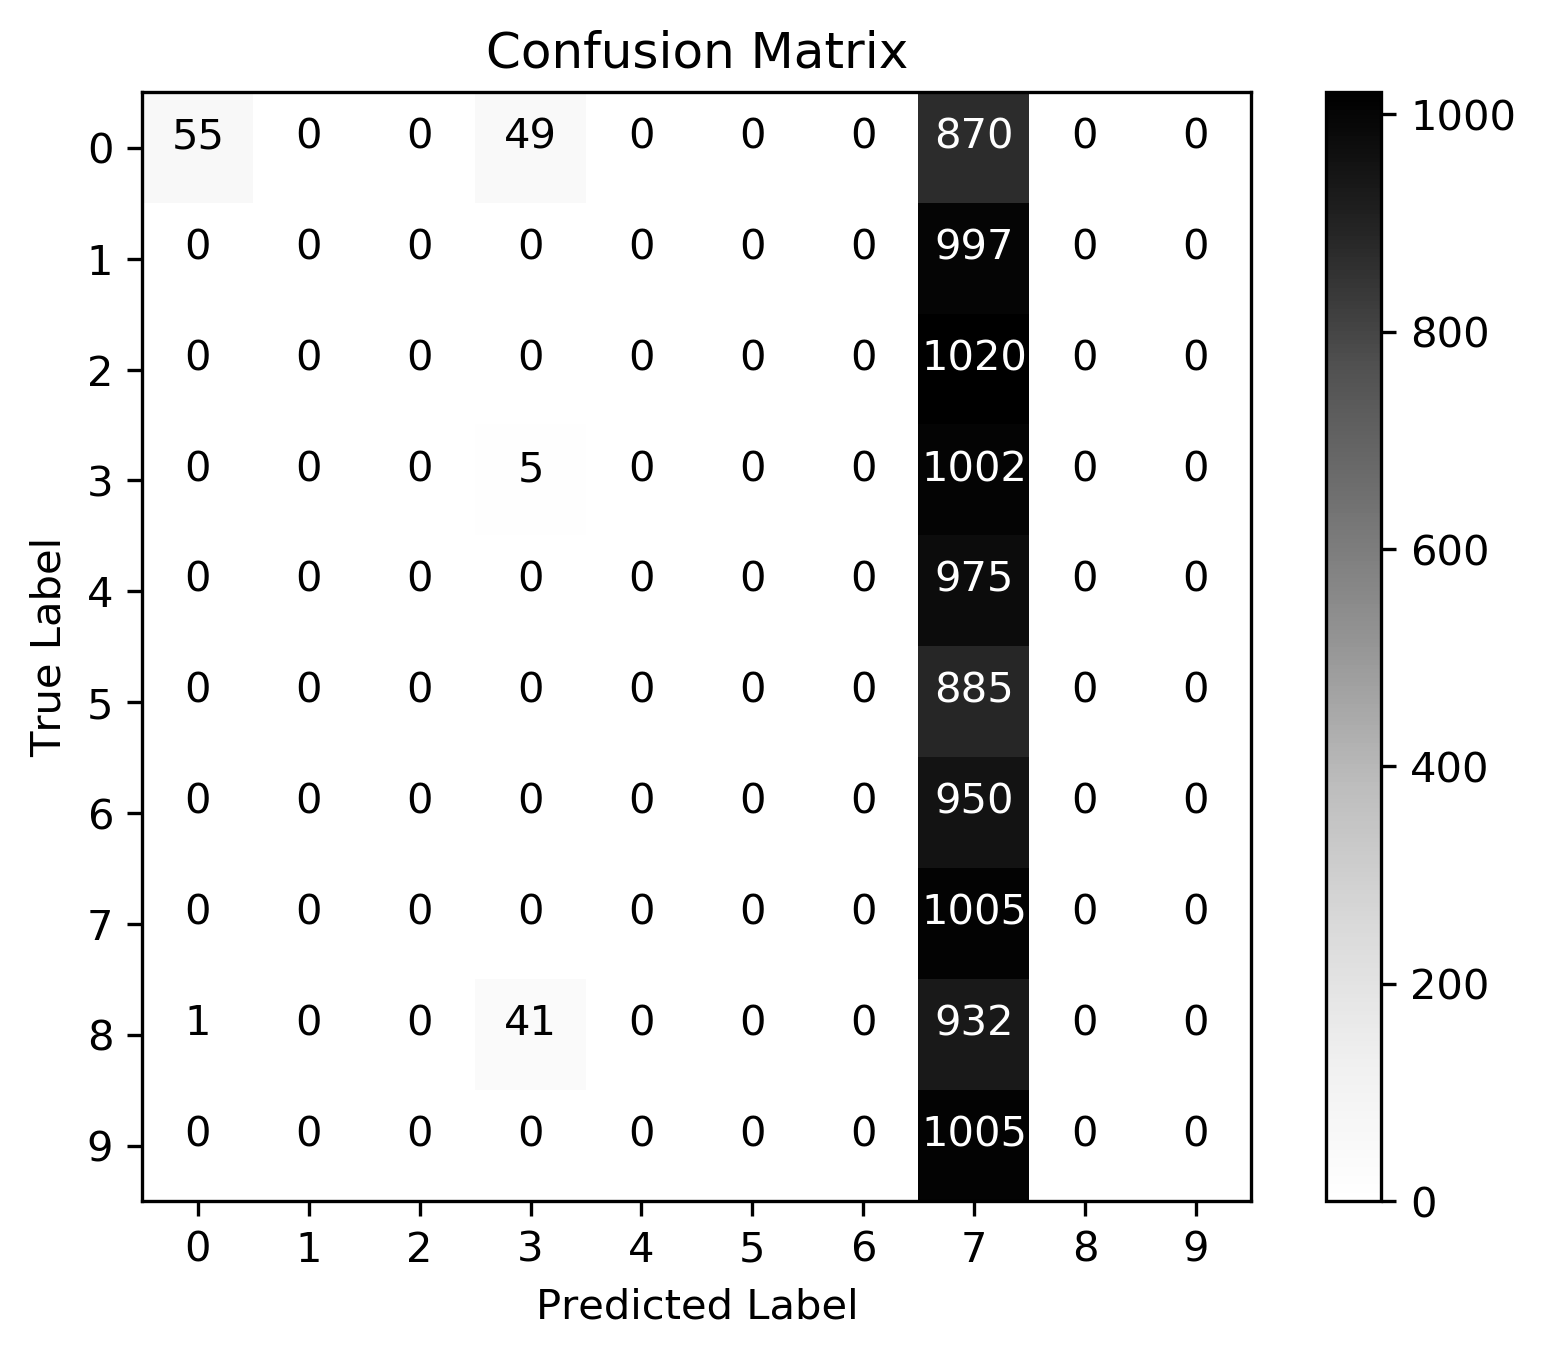 Confusion Matrix
0 55 0 0 49 0 0 0 870 0 0
1 0 0 0 0 0 0 0 997 0 0
2 0 0 0 0 0 0 0 1020 0 0
3 0 0 0 5 0 0 0 1002 0 0
4 0 0 0 0 0 0 0 975 0 0
5 0 0 0 0 0 0 0 885 0 0
6 0 0 0 0 0 0 0 950 0 0
7 0 0 0 0 0 0 0 1005 0 0
8 1 0 0 41 0 0 0 932 0 0
9 0 0 0 0 0 0 0 1005 0 0
0 1 2 3 4 5 6 7 8 9
Predicted Label
True Label
1000
800
600
400
200
0